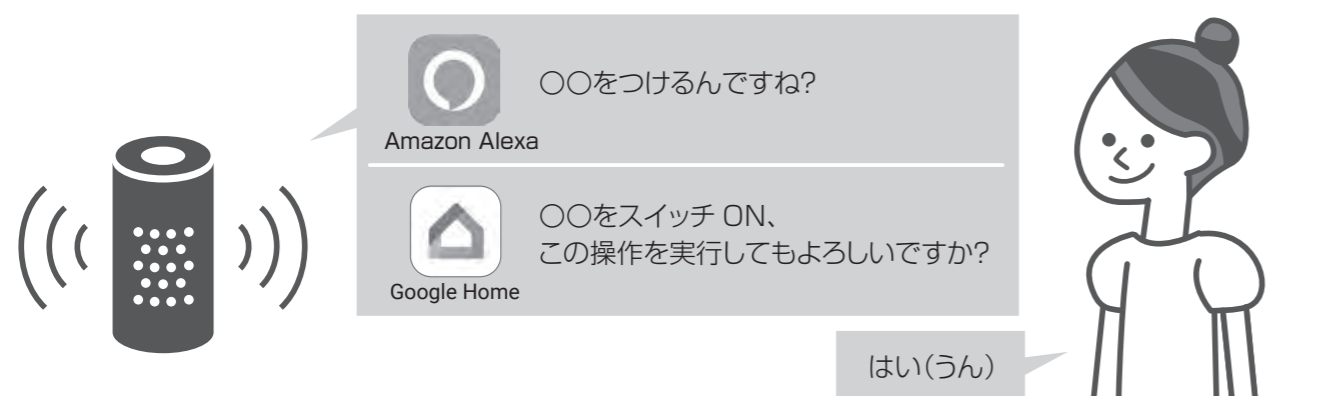 〇〇をつけるんですね?
Amazon Alexa
〇〇をスイッチ ON、
この操作を実行してもよろしいですか?
Google Home
はい(うん)